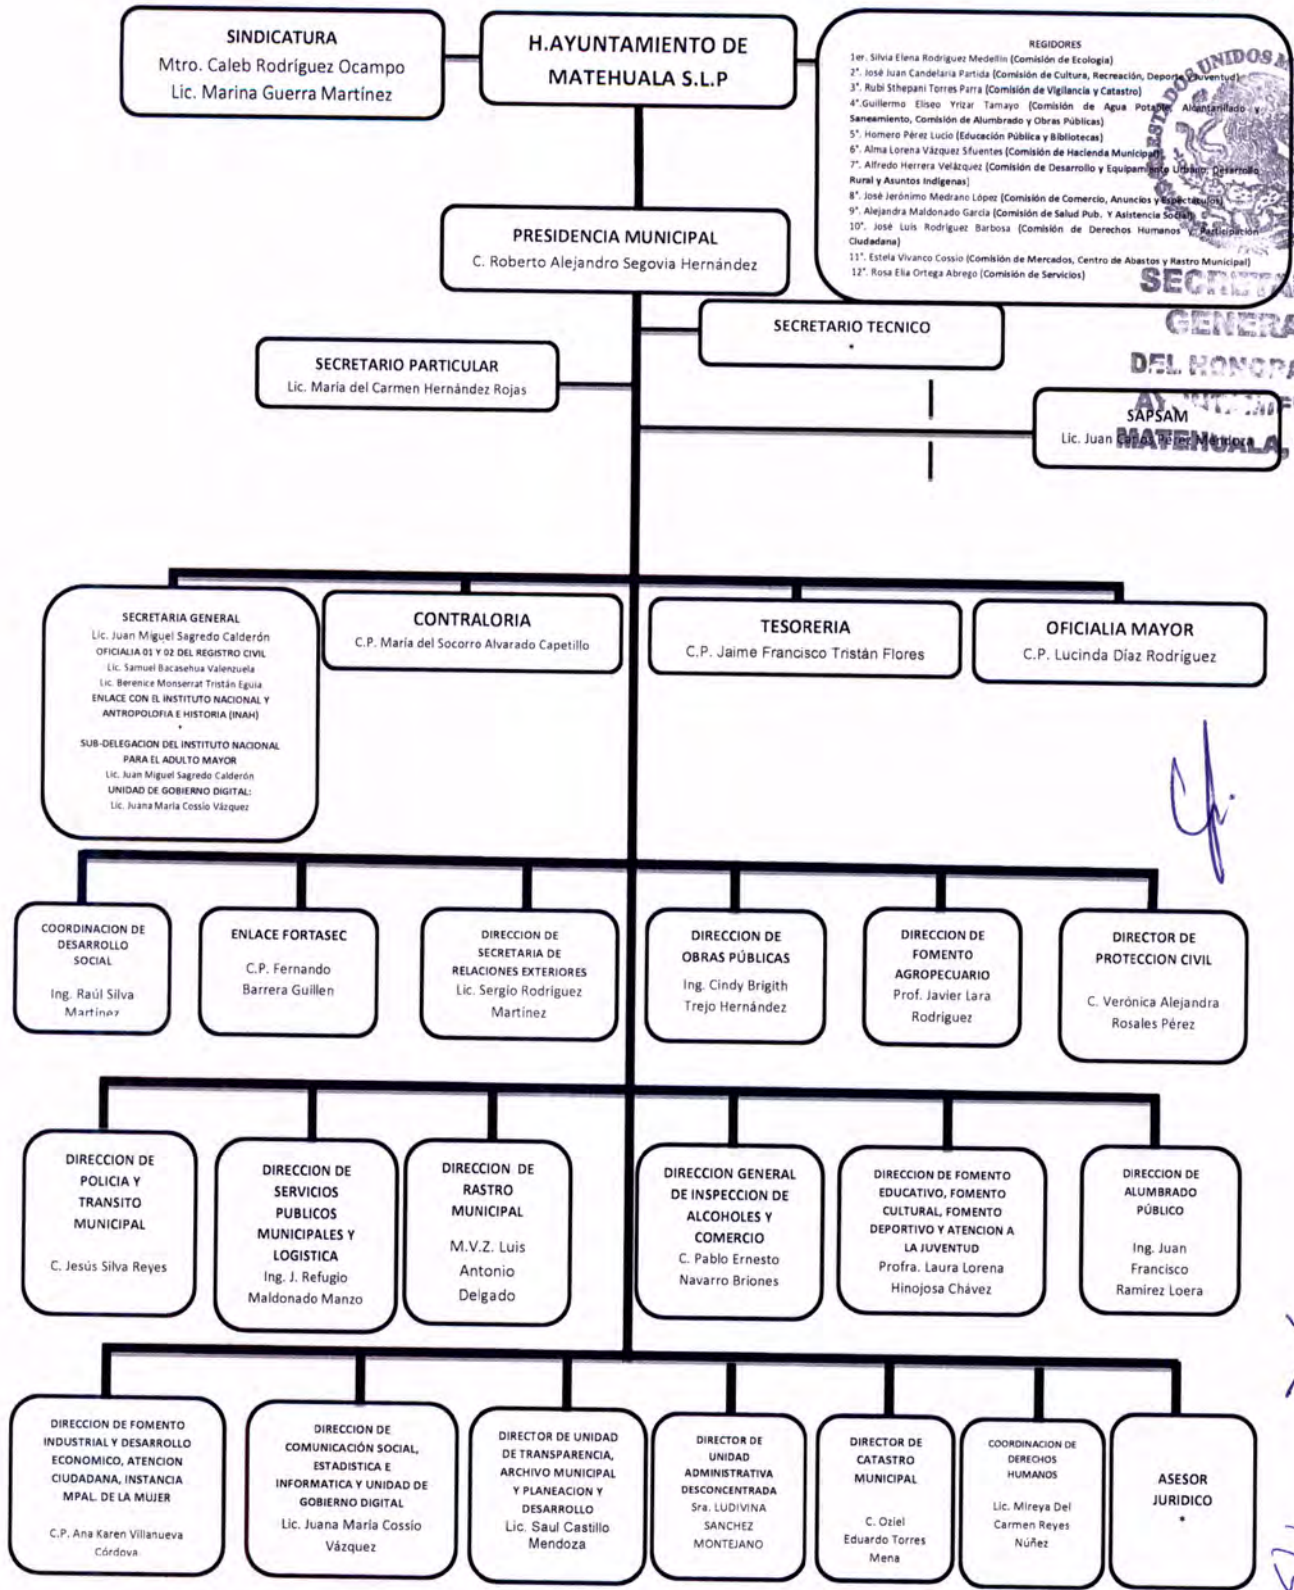 SINDICATURA
Mtro. Caleb Rodríguez Ocampo
Lic. Marina Guerra Martínez
H.AYUNTAMIENTO DE
MATEHUALA S.L.P
REGIDORES
1er. Silvia Elena Rodríguez Medellín (Comisión de Ecología)
2°. José Juan Candelaria Partida (Comisión de Cultura, Recreación, Deporte y Juventud)
3°. Rubi Sthepani Torres Parra (Comisión de Vigilancia y Catastro)
4°.Guillermo Eliseo Yrizar Tamayo (Comisión de Agua Potable, Alcantarillado y
Saneamiento, Comisión de Alumbrado y Obras Públicas)
5°. Homero Pérez Lucio (Educación Pública y Bibliotecas)
6°. Alma Lorena Vázquez Sfuentes (Comisión de Hacienda Municipal)
7°. Alfredo Herrera Velázquez (Comisión de Desarrollo y Equipamiento Urbano, Desarrollo
Rural y Asuntos Indígenas)
8°. José Jerónimo Medrano López (Comisión de Comercio, Anuncios y Espectáculos)
9°. Alejandra Maldonado García (Comisión de Salud Pub. Y Asistencia Social)
10°. José Luis Rodríguez Barbosa (Comisión de Derechos Humanos y Participación
Ciudadana)
11°. Estela Vivanco Cossio (Comisión de Mercados, Centro de Abastos y Rastro Municipal)
12°. Rosa Elia Ortega Abrego (Comisión de Servicios)
PRESIDENCIA MUNICIPAL
C. Roberto Alejandro Segovia Hernández
SECRETARIO TECNICO
*
GENERA
MATEHUALA,
SECRETARIO PARTICULAR
Lic. María del Carmen Hernández Rojas
SAPSAM
Lic. Juan Carlos Pérez Mendoza
SECRETARIA GENERAL
Lic. Juan Miguel Sagredo Calderón
OFICIALIA 01 Y 02 DEL REGISTRO CIVIL
Lic. Samuel Bacasehua Valenzuela
Lic. Berenice Monserrat Tristán Eguia
ENLACE CON EL INSTITUTO NACIONAL Y
ANTROPOLOFIA E HISTORIA (INAH)
*
SUB-DELEGACION DEL INSTITUTO NACIONAL
PARA EL ADULTO MAYOR
Lic. Juan Miguel Sagredo Calderón
UNIDAD DE GOBIERNO DIGITAL:
Lic. Juana María Cossío Vázquez
CONTRALORIA
C.P. María del Socorro Alvarado Capetillo
TESORERIA
C.P. Jaime Francisco Tristán Flores
OFICIALIA MAYOR
C.P. Lucinda Díaz Rodríguez
COORDINACION DE
DESARROLLO
SOCIAL
Ing. Raúl Silva
Martínez
ENLACE FORTASEC
C.P. Fernando
Barrera Guillen
DIRECCION DE
SECRETARIA DE
RELACIONES EXTERIORES
Lic. Sergio Rodríguez
Martínez
DIRECCION DE
OBRAS PÚBLICAS
Ing. Cindy Brigith
Trejo Hernández
DIRECCION DE
FOMENTO
AGROPECUARIO
Prof. Javier Lara
Rodríguez
DIRECTOR DE
PROTECCION CIVIL
C. Verónica Alejandra
Rosales Pérez
DIRECCION DE
POLICIA Y
TRANSITO
MUNICIPAL
C. Jesús Silva Reyes
DIRECCION DE
SERVICIOS
PUBLICOS
MUNICIPALES Y
LOGISTICA
Ing. J. Refugio
Maldonado Manzo
DIRECCION DE
RASTRO
MUNICIPAL
M.V.Z. Luis
Antonio
Delgado
DIRECCION GENERAL
DE INSPECCION DE
ALCOHOLES Y
COMERCIO
C. Pablo Ernesto
Navarro Briones
DIRECCION DE FOMENTO
EDUCATIVO, FOMENTO
CULTURAL, FOMENTO
DEPORTIVO Y ATENCION A
LA JUVENTUD
Profra. Laura Lorena
Hinojosa Chávez
DIRECCION DE
ALUMBRADO
PÚBLICO
Ing. Juan
Francisco
Ramírez Loera
DIRECCION DE FOMENTO
INDUSTRIAL Y DESARROLLO
ECONOMICO, ATENCION
CIUDADANA, INSTANCIA
MPAL. DE LA MUJER
C.P. Ana Karen Villanueva
Córdova
DIRECCION DE
COMUNICACIÓN SOCIAL,
ESTADISTICA E
INFORMATICA Y UNIDAD DE
GOBIERNO DIGITAL
Lic. Juana María Cossío
Vázquez
DIRECTOR DE UNIDAD
DE TRANSPARENCIA,
ARCHIVO MUNICIPAL
Y PLANEACION Y
DESARROLLO
Lic. Saul Castillo
Mendoza
DIRECTOR DE
UNIDAD
ADMINISTRATIVA
DESCONCENTRADA
Sra. LUDIVINA
SANCHEZ
MONTEJANO
DIRECTOR DE
CATASTRO
MUNICIPAL
C. Oziel
Eduardo Torres
Mena
COORDINACION DE
DERECHOS
HUMANOS
Lic. Mireya Del
Carmen Reyes
Núñez
ASESOR
JURIDICO
*